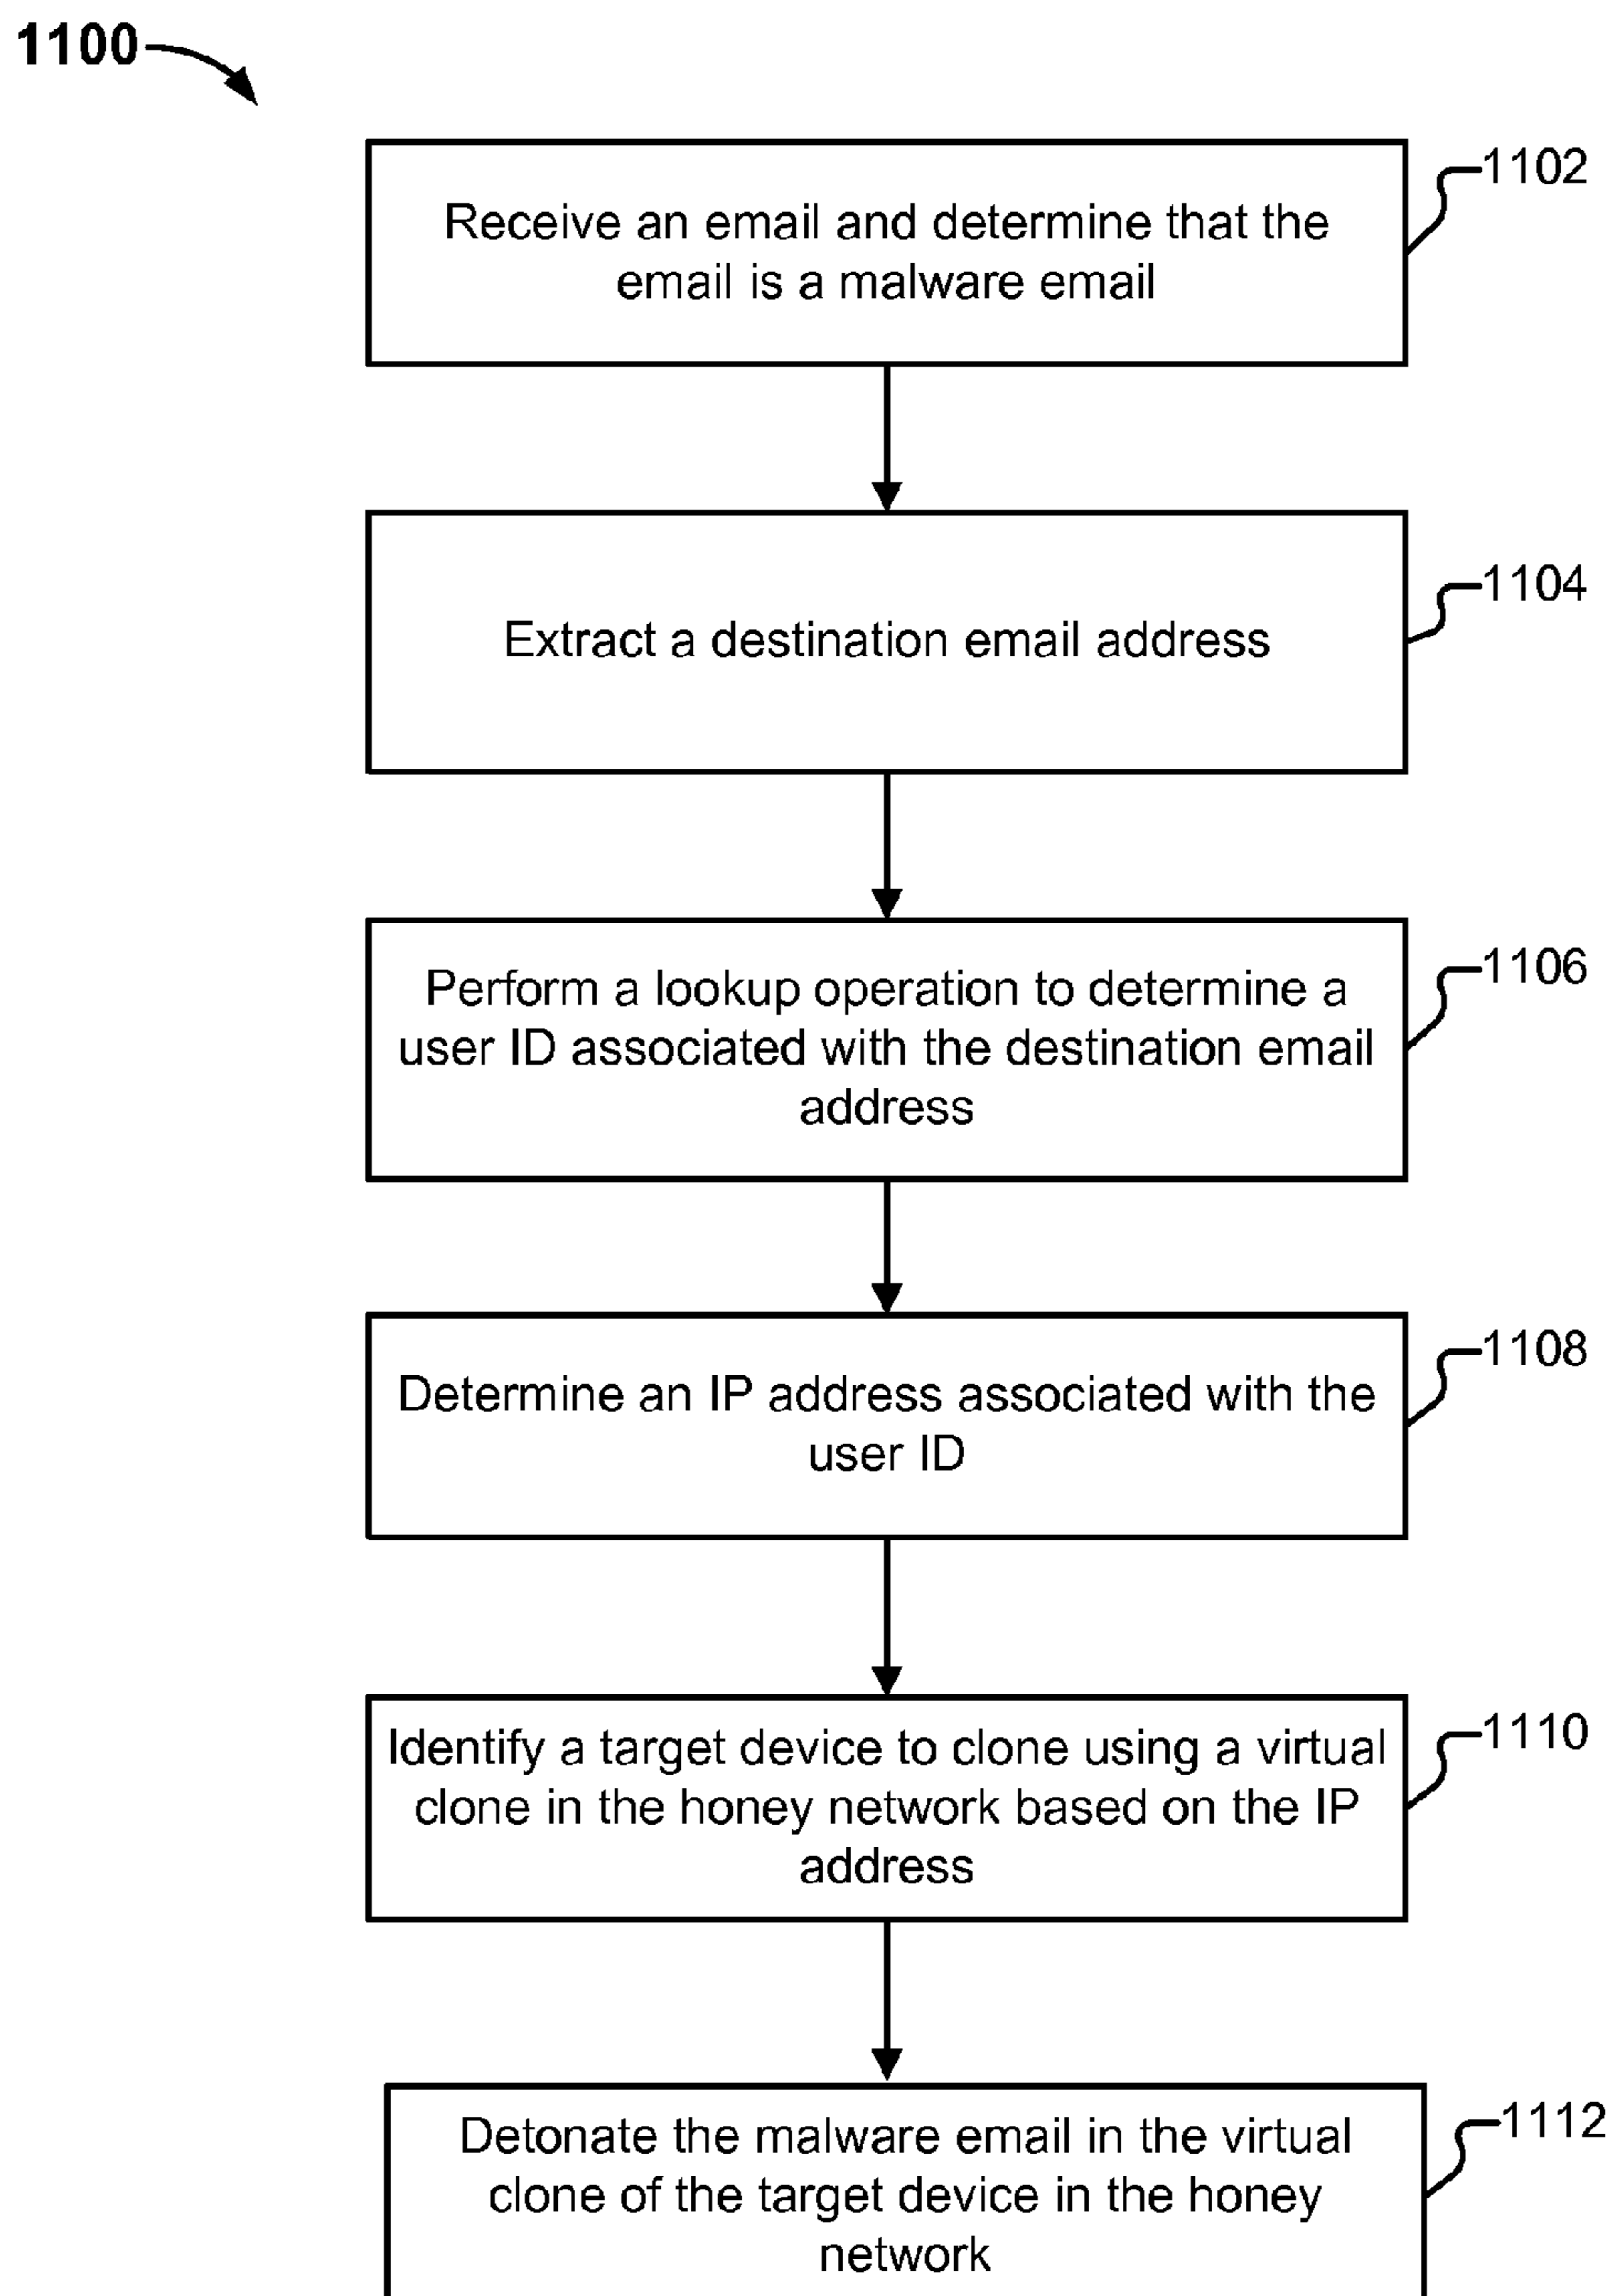 1100
1102
Receive an email and determine that the
email is a malware email
1104
Extract a destination email address
1106
Perform a lookup operation to determine a
user ID associated with the destination email
address
1108
Determine an IP address associated with the
user ID
1110
Identify a target device to clone using a virtual
clone in the honey network based on the IP
address
1112
Detonate the malware email in the virtual
clone of the target device in the honey
network